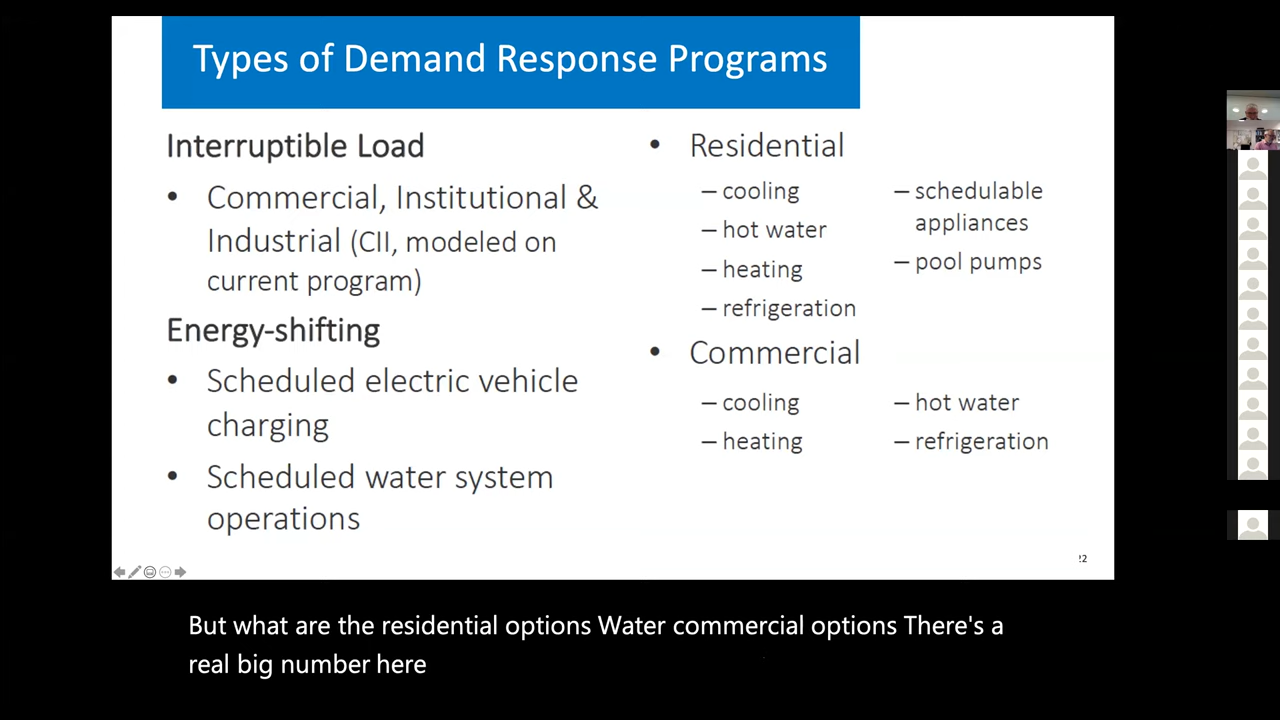 Types of Demand Response Programs
Interruptible Load
• Commercial, Institutional &
Industrial (CII, modeled on
current program)
Energy-shifting
• Scheduled electric vehicle
charging
• Scheduled water system
operations
• Residential
– cooling
– hot water
– heating
– refrigeration
– schedulable
appliances
– pool pumps
• Commercial
– cooling
– heating
– hot water
– refrigeration
22
But what are the residential options Water commercial options There's a
real big number here